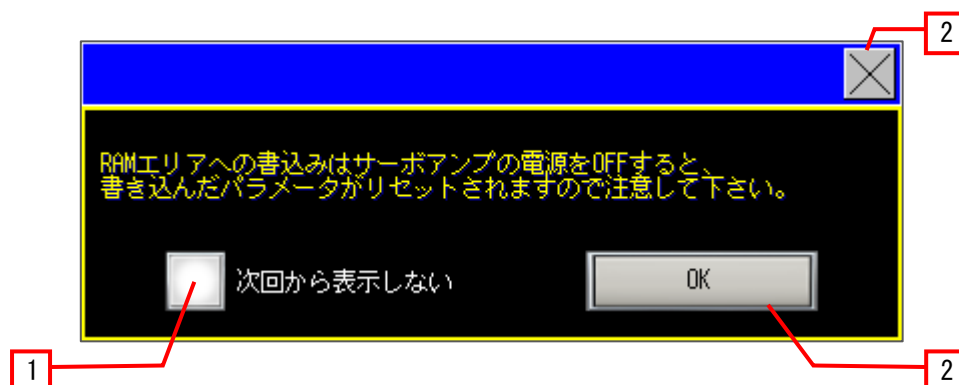 2
RAMエリアへの書込みはサーボアンプの電源をOFFすると、
書き込んだパラメータがリセットされますので注意して下さい。
次回から表示しない
OK
1
2